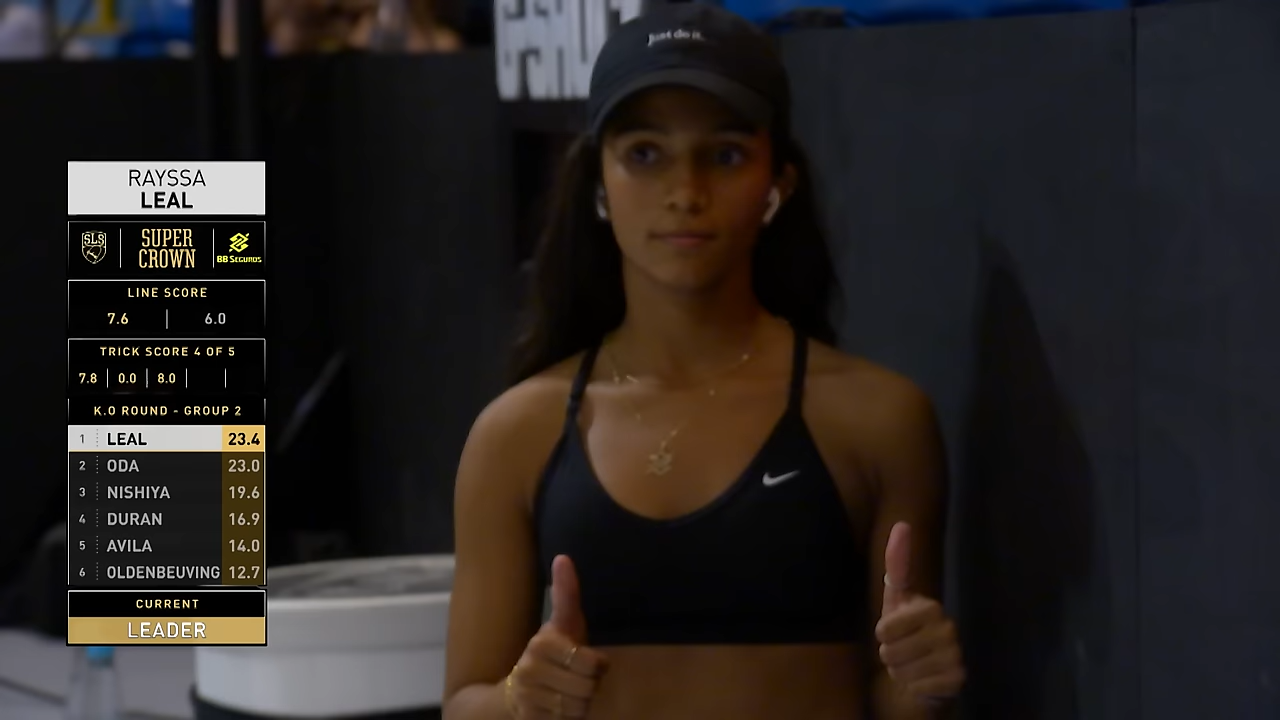 Just do it.
RAYSSA
LEAL
SLS
SUPER
CROWN
BB SEGUROS
LINE SCORE
7.6 6.0
TRICK SCORE 4 OF 5
7.8 0.0 8.0
K.O ROUND - GROUP 2
1 LEAL 23.4
2 ODA 23.0
3 NISHIYA 19.6
4 DURAN 16.9
5 AVILA 14.0
6 OLDENBEUVING 12.7
CURRENT
LEADER